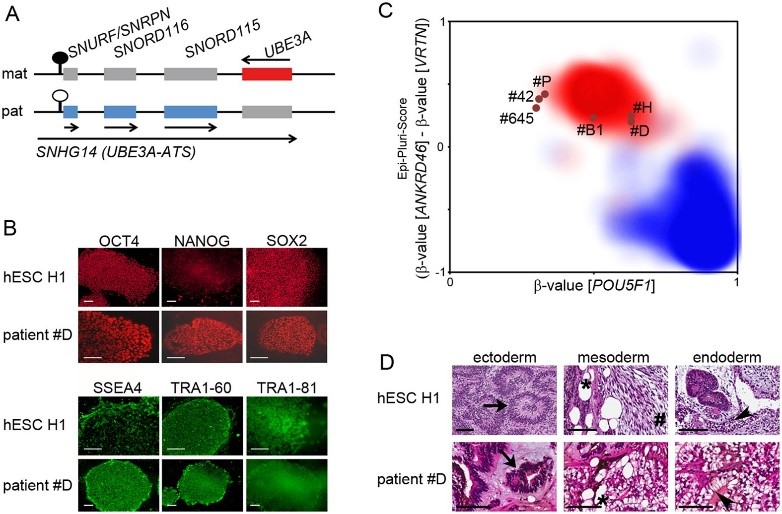 A
SNURF/SNRPN
SNORD116
SNORD115
UBE3A
mat
pat
SNHG14 (UBE3A-ATS)
B
OCT4 NANOG SOX2
hESC H1
patient #D
SSEA4 TRA1-60 TRA1-81
hESC H1
patient #D
C
Epi-Pluri-Score
(β-value [ANKRD46] - β-value [VRTN])
1
0
-1
#P
#42
#645
#B1
#H
#D
0 1
β-value [POU5F1]
D
ectoderm mesoderm endoderm
hESC H1
* #
patient #D
*